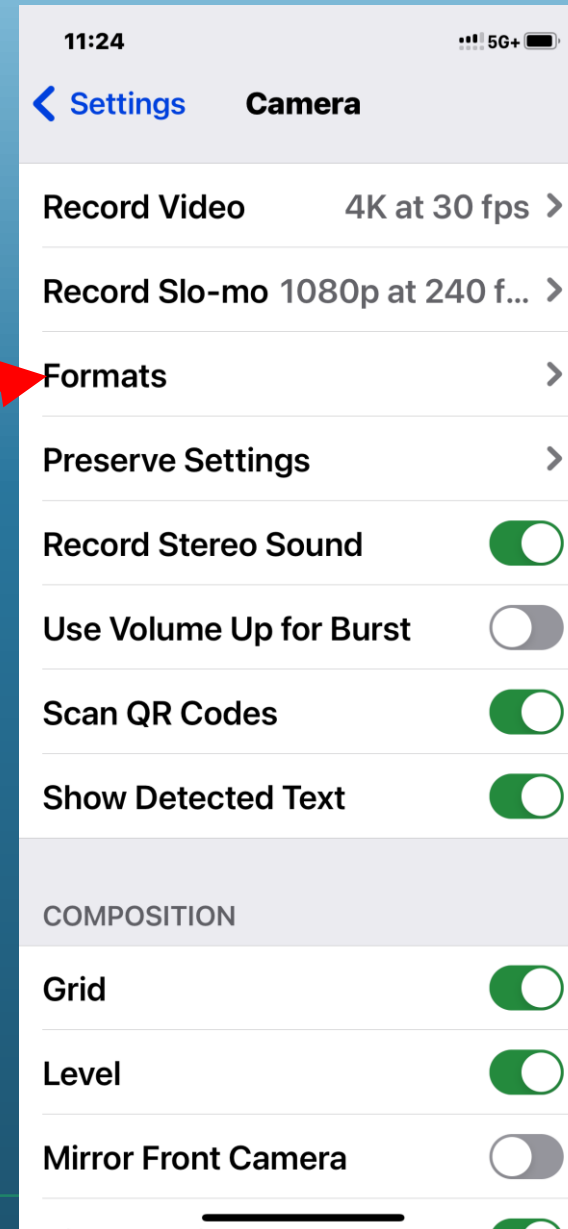 11:24 5G+
Settings Camera
Record Video 4K at 30 fps
Record Slo-mo 1080p at 240 f...
Formats
Preserve Settings
Record Stereo Sound
Use Volume Up for Burst
Scan QR Codes
Show Detected Text
COMPOSITION
Grid
Level
Mirror Front Camera